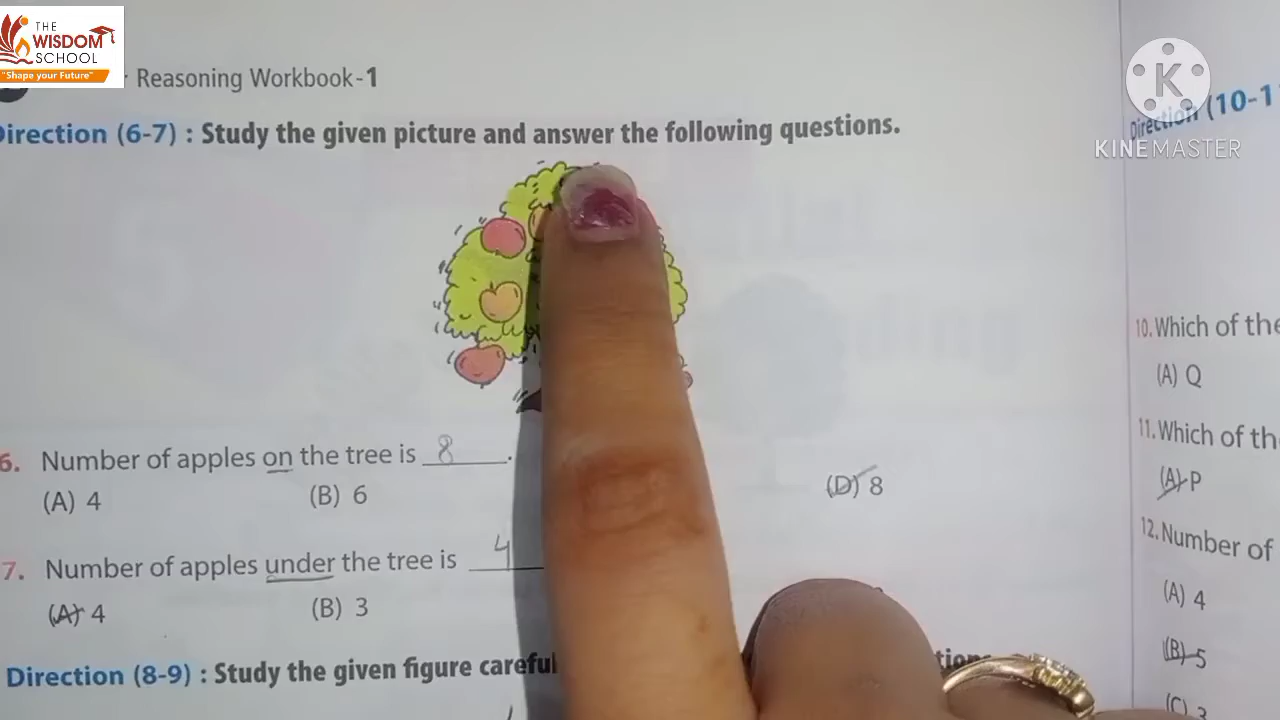 THE
WISDOM
SCHOOL
"Shape your Future"
Reasoning Workbook-1
Direction (6-7) : Study the given picture and answer the following questions.
6. Number of apples on the tree is 8.
(A) 4 (B) 6 (D) 8
7. Number of apples under the tree is 4
(A) 4 (B) 3
Direction (8-9) : Study the given figure
K
KINEMASTER
Direction (10-1
10. Which of the
(A) Q
11. Which of th
(A) P
12. Number of
(A) 4
(B) 5
(C) 3